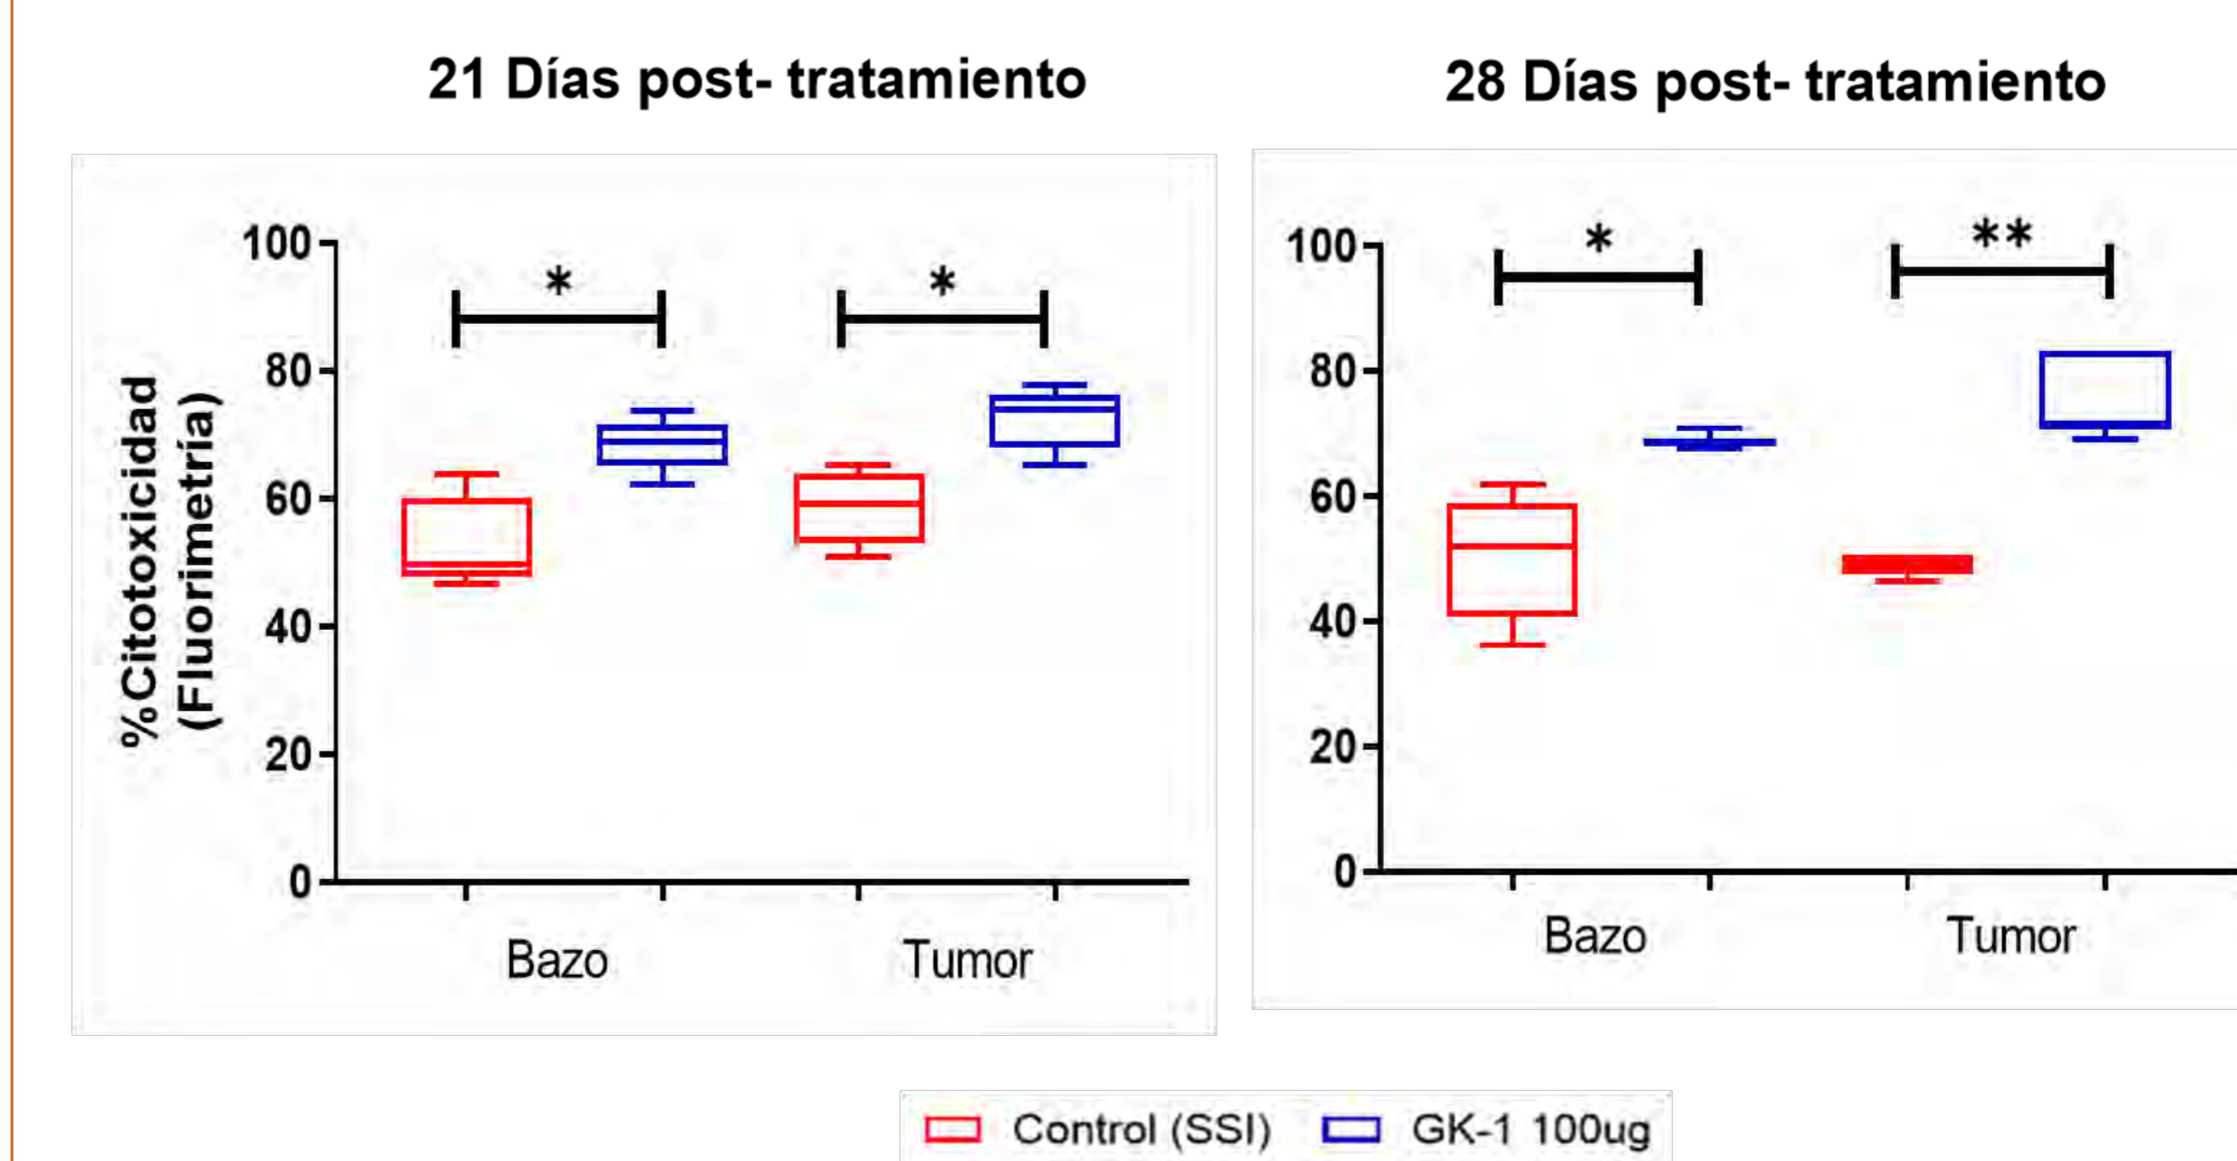 21 Días post- tratamiento
28 Días post- tratamiento
%Citotoxicidad
(Fluorimetría)
100
80
60
40
20
0
*
*
Bazo
Tumor
100
80
60
40
20
0
*
**
Bazo
Tumor
Control (SSI)
GK-1 100ug